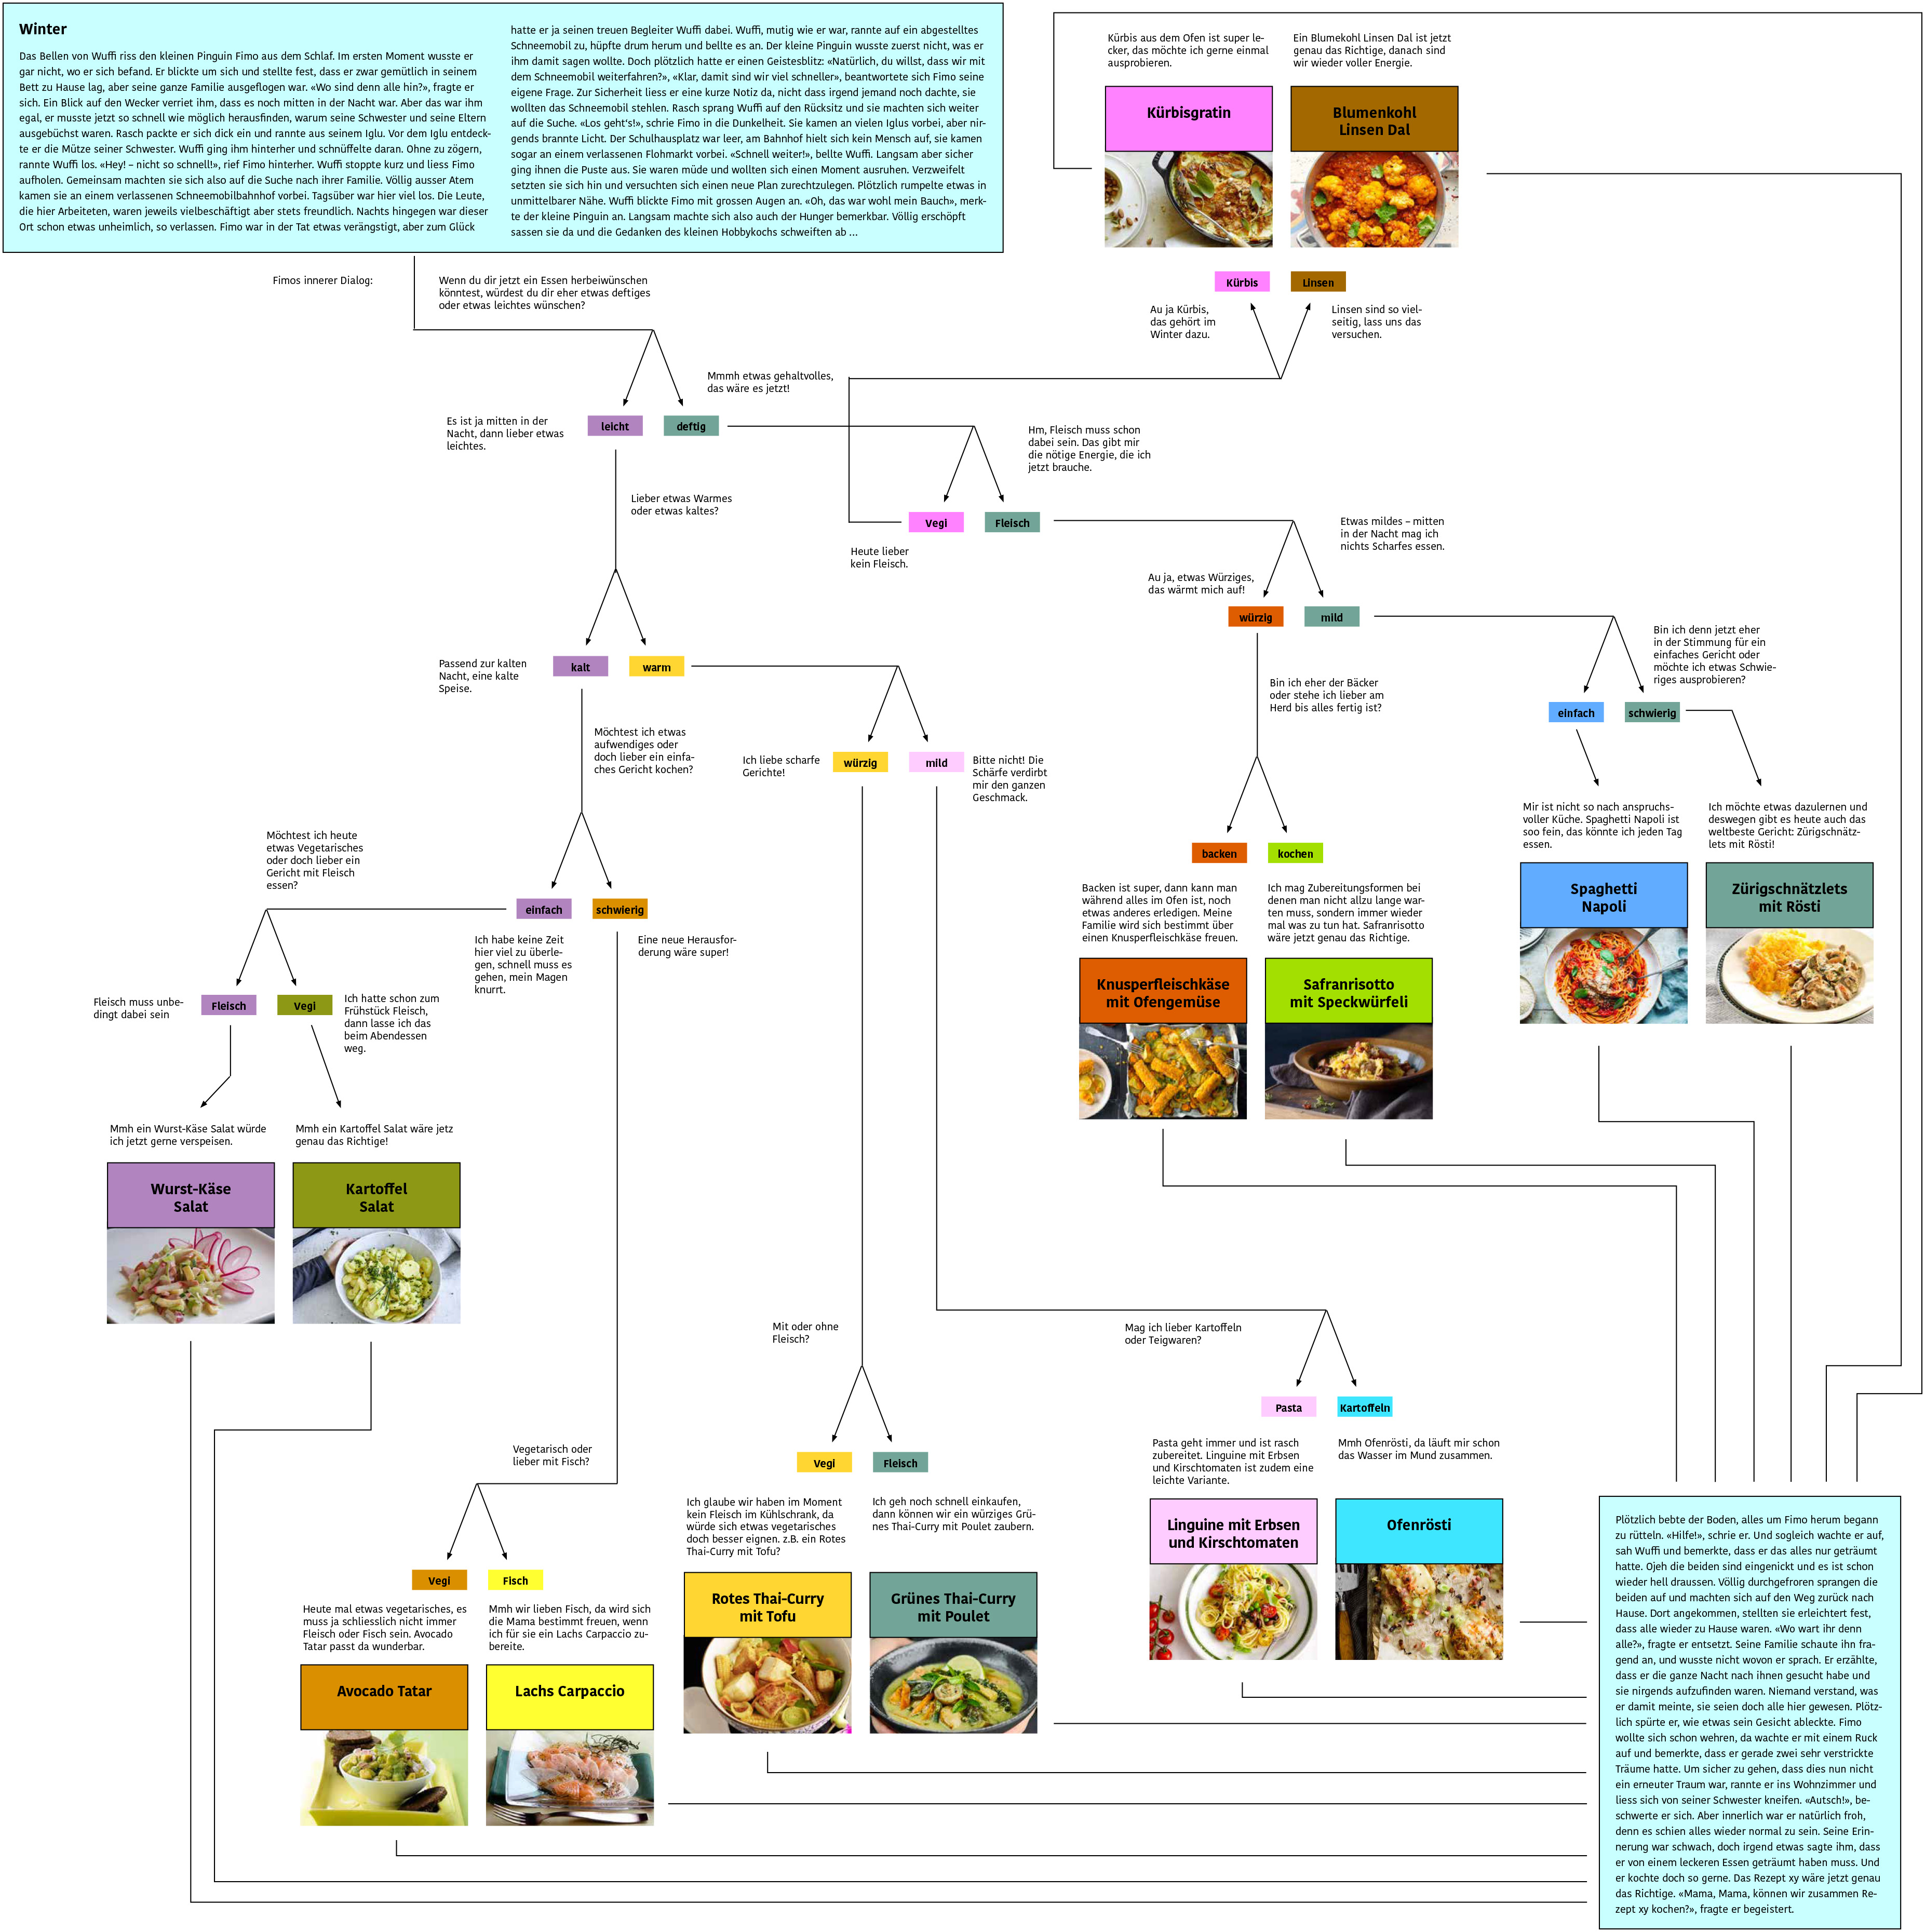 Winter
Das Bellen von Wuffi riss den kleinen Pinguin Fimo aus dem Schlaf. Im ersten Moment wusste er
gar nicht, wo er sich befand. Er blickte um sich und stellte fest, dass er zwar gemütlich in seinem
Bett zu Hause lag, aber seine ganze Familie ausgeflogen war. «Wo sind denn alle hin?», fragte er
sich. Ein Blick auf den Wecker verriet ihm, dass es noch mitten in der Nacht war. Aber das war ihm
egal, er musste jetzt so schnell wie möglich herausfinden, warum seine Schwester und seine Eltern
ausgebüchst waren. Rasch packte er sich dick ein und rannte aus seinem Iglu. Vor dem Iglu entdeck-
te er die Mütze seiner Schwester. Wuffi ging ihm hinterher und schnüffelte daran. Ohne zu zögern,
rannte Wuffi los. «Hey! – nicht so schnell!», rief Fimo hinterher. Wuffi stoppte kurz und liess Fimo
aufholen. Gemeinsam machten sie sich also auf die Suche nach ihrer Familie. Völlig ausser Atem
kamen sie an einem verlassenen Schneemobilbahnhof vorbei. Tagsüber war hier viel los. Die Leute,
die hier Arbeiteten, waren jeweils vielbeschäftigt aber stets freundlich. Nachts hingegen war dieser
Ort schon etwas unheimlich, so verlassen. Fimo war in der Tat etwas verängstigt, aber zum Glück
hatte er ja seinen treuen Begleiter Wuffi dabei. Wuffi, mutig wie er war, rannte auf ein abgestelltes
Schneemobil zu, hüpfte drum herum und bellte es an. Der kleine Pinguin wusste zuerst nicht, was er
ihm damit sagen wollte. Doch plötzlich hatte er einen Geistesblitz: «Natürlich, du willst, dass wir mit
dem Schneemobil weiterfahren?», «Klar, damit sind wir viel schneller», beantwortete sich Fimo seine
eigene Frage. Zur Sicherheit liess er eine kurze Notiz da, nicht dass irgend jemand noch dachte, sie
wollten das Schneemobil stehlen. Rasch sprang Wuffi auf den Rücksitz und sie machten sich weiter
auf die Suche. «Los geht's!», schrie Fimo in die Dunkelheit. Sie kamen an vielen Iglus vorbei, aber nir-
gends brannte Licht. Der Schulhausplatz war leer, am Bahnhof hielt sich kein Mensch auf, sie kamen
sogar an einem verlassenen Flohmarkt vorbei. «Schnell weiter!», bellte Wuffi. Langsam aber sicher
ging ihnen die Puste aus. Sie waren müde und wollten sich einen Moment ausruhen. Verzweifelt
setzten sie sich hin und versuchten sich einen neue Plan zurechtzulegen. Plötzlich rumpelte etwas in
unmittelbarer Nähe. Wuffi blickte Fimo mit grossen Augen an. «Oh, das war wohl mein Bauch», merk-
te der kleine Pinguin an. Langsam machte sich also auch der Hunger bemerkbar. Völlig erschöpft
sassen sie da und die Gedanken des kleinen Hobbykochs schweiften ab ...
Kürbis aus dem Ofen ist super le-
cker, das möchte ich gerne einmal
ausprobieren.
Ein Blumekohl Linsen Dal ist jetzt
genau das Richtige, danach sind
wir wieder voller Energie.
Kürbisgratin
Blumenkohl
Linsen Dal
Kürbis
Linsen
Au ja Kürbis,
das gehört im
Winter dazu.
Linsen sind so viel-
seitig, lass uns das
versuchen.
Fimos innerer Dialog:
Wenn du dir jetzt ein Essen herbeiwünschen
könntest, würdest du dir eher etwas deftiges
oder etwas leichtes wünschen?
Mmmh etwas gehaltvolles,
das wäre es jetzt!
Es ist ja mitten in der
Nacht, dann lieber etwas
leichtes.
leicht
deftig
Hm, Fleisch muss schon
dabei sein. Das gibt mir
die nötige Energie, die ich
jetzt brauche.
Lieber etwas Warmes
oder etwas kaltes?
Vegi
Fleisch
Heute lieber
kein Fleisch.
Etwas mildes – mitten
in der Nacht mag ich
nichts Scharfes essen.
Au ja, etwas Würziges,
das wärmt mich auf!
würzig
mild
Bin ich denn jetzt eher
in der Stimmung für ein
einfaches Gericht oder
möchte ich etwas Schwie-
riges ausprobieren?
Passend zur kalten
Nacht, eine kalte
Speise.
kalt
warm
Bin ich eher der Bäcker
oder stehe ich lieber am
Herd bis alles fertig ist?
einfach
schwierig
Möchtest ich etwas
aufwendiges oder
doch lieber ein einfa-
ches Gericht kochen?
Ich liebe scharfe
Gerichte!
würzig
mild
Bitte nicht! Die
Schärfe verdirbt
mir den ganzen
Geschmack.
Mir ist nicht so nach anspruchs-
voller Küche. Spaghetti Napoli ist
soo fein, das könnte ich jeden Tag
essen.
Ich möchte etwas dazulernen und
deswegen gibt es heute auch das
weltbeste Gericht: Zürigschnätz-
lets mit Rösti!
Möchtest ich heute
etwas Vegetarisches
oder doch lieber ein
Gericht mit Fleisch
essen?
backen
kochen
Backen ist super, dann kann man
während alles im Ofen ist, noch
etwas anderes erledigen. Meine
Familie wird sich bestimmt über
einen Knusperfleischkäse freuen.
Ich mag Zubereitungsformen bei
denen man nicht allzu lange war-
ten muss, sondern immer wieder
mal was zu tun hat. Safranrisotto
wäre jetzt genau das Richtige.
Spaghetti
Napoli
Zürigschnätzlets
mit Rösti
einfach
schwierig
Ich habe keine Zeit
hier viel zu überle-
gen, schnell muss es
gehen, mein Magen
knurrt.
Eine neue Herausfor-
derung wäre super!
Knusperfleischkäse
mit Ofengemüse
Safranrisotto
mit Speckwürfeli
Fleisch muss unbe-
dingt dabei sein
Fleisch
Vegi
Ich hatte schon zum
Frühstück Fleisch,
dann lasse ich das
beim Abendessen
weg.
Mmh ein Wurst-Käse Salat würde
ich jetzt gerne verspeisen.
Mmh ein Kartoffel Salat wäre jetz
genau das Richtige!
Wurst-Käse
Salat
Kartoffel
Salat
Mit oder ohne
Fleisch?
Mag ich lieber Kartoffeln
oder Teigwaren?
Pasta
Kartoffeln
Pasta geht immer und ist rasch
zubereitet. Linguine mit Erbsen
und Kirschtomaten ist zudem eine
leichte Variante.
Mmh Ofenrösti, da läuft mir schon
das Wasser im Mund zusammen.
Vegetarisch oder
lieber mit Fisch?
Vegi
Fleisch
Ich glaube wir haben im Moment
kein Fleisch im Kühlschrank, da
würde sich etwas vegetarisches
doch besser eignen. z.B. ein Rotes
Thai-Curry mit Tofu?
Ich geh noch schnell einkaufen,
dann können wir ein würziges Grü-
nes Thai-Curry mit Poulet zaubern.
Linguine mit Erbsen
und Kirschtomaten
Ofenrösti
Vegi
Fisch
Heute mal etwas vegetarisches, es
muss ja schliesslich nicht immer
Fleisch oder Fisch sein. Avocado
Tatar passt da wunderbar.
Mmh wir lieben Fisch, da wird sich
die Mama bestimmt freuen, wenn
ich für sie ein Lachs Carpaccio zu-
bereite.
Rotes Thai-Curry
mit Tofu
Grünes Thai-Curry
mit Poulet
Avocado Tatar
Lachs Carpaccio
Plötzlich bebte der Boden, alles um Fimo herum begann
zu rütteln. «Hilfe!», schrie er. Und sogleich wachte er auf,
sah Wuffi und bemerkte, dass er das alles nur geträumt
hatte. Ojeh die beiden sind eingenickt und es ist schon
wieder hell draussen. Völlig durchgefroren sprangen die
beiden auf und machten sich auf den Weg zurück nach
Hause. Dort angekommen, stellten sie erleichtert fest,
dass alle wieder zu Hause waren. «Wo wart ihr denn
alle?», fragte er entsetzt. Seine Familie schaute ihn fra-
gend an, und wusste nicht wovon er sprach. Er erzählte,
dass er die ganze Nacht nach ihnen gesucht habe und
sie nirgends aufzufinden waren. Niemand verstand, was
er damit meinte, sie seien doch alle hier gewesen. Plötz-
lich spürte er, wie etwas sein Gesicht ableckte. Fimo
wollte sich schon wehren, da wachte er mit einem Ruck
auf und bemerkte, dass er gerade zwei sehr verstrickte
Träume hatte. Um sicher zu gehen, dass dies nun nicht
ein erneuter Traum war, rannte er ins Wohnzimmer und
liess sich von seiner Schwester kneifen. «Autsch!», be-
schwerte er sich. Aber innerlich war er natürlich froh,
denn es schien alles wieder normal zu sein. Seine Erin-
nerung war schwach, doch irgend etwas sagte ihm, dass
er von einem leckeren Essen geträumt haben muss. Und
er kochte doch so gerne. Das Rezept xy wäre jetzt genau
das Richtige. «Mama, Mama, können wir zusammen Re-
zept xy kochen?», fragte er begeistert.